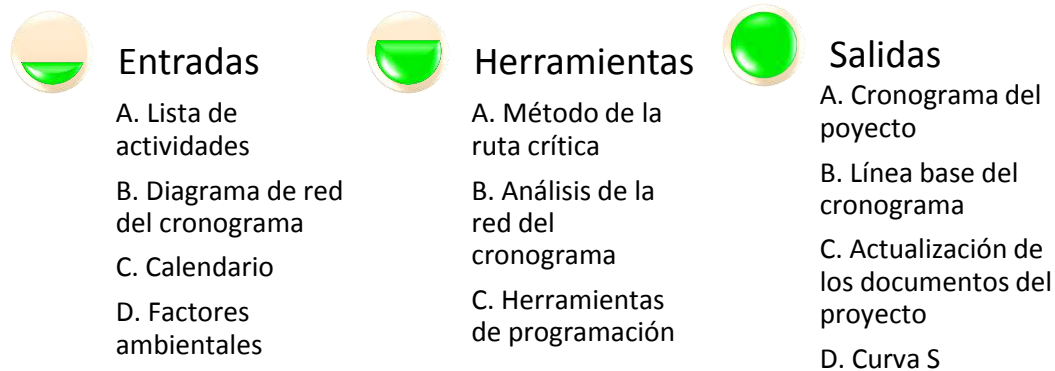 Entradas
A. Lista de
actividades
B. Diagrama de red
del cronograma
C. Calendario
D. Factores
ambientales
Herramientas
A. Método de la
ruta crítica
B. Análisis de la
red del
cronograma
C. Herramientas
de programación
Salidas
A. Cronograma del
poyecto
B. Línea base del
cronograma
C. Actualización de
los documentos del
proyecto
D. Curva S